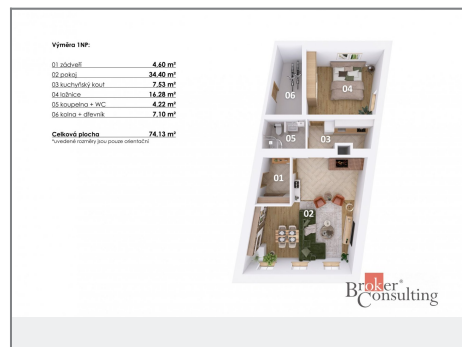 Výměra 1NP:
01 zádveří 4,60 m²
02 pokoj 34,40 m²
03 kuchyňský kout 7,53 m²
04 ložnice 16,28 m²
05 koupelna + WC 4,22 m²
06 kolna + dřevník 7,10 m²
Celková plocha 74,13 m²
*uvedené rozměry jsou pouze orientační
06
04
05
03
01
02
Broker®
Consulting